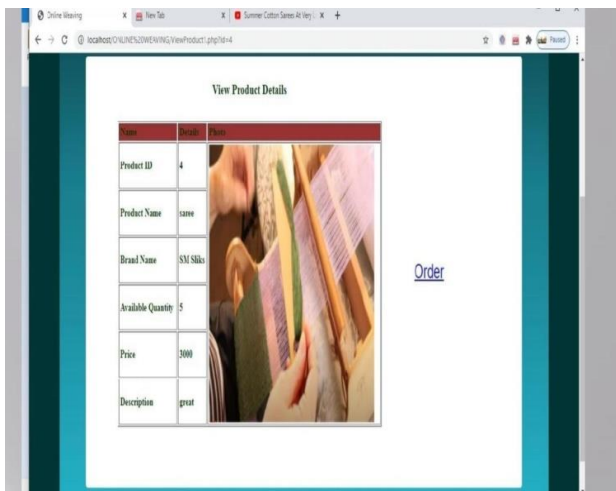 Online Weaving
New Tab
Summer Cotton Sarees At Very L
localhost/ONLINE%20WEAVING/ViewProduct1.php?id=4
Paused
View Product Details
Name Details Photo
Product ID 4
Product Name saree
Brand Name SM Sliks
Available Quantity 5
Price 3000
Description great
Order